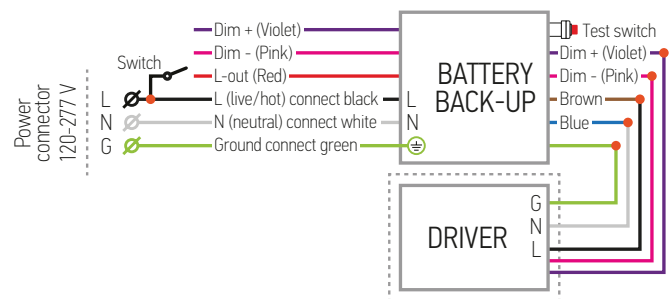 Dim + (Violet)
Dim - (Pink)
L-out (Red)
L (live/hot) connect black
N (neutral) connect white
Ground connect green
Switch
Power
connector
120-277 V
L
N
G
L
N
BATTERY
BACK-UP
Test switch
Dim + (Violet)
Dim - (Pink)
Brown
Blue
DRIVER
G
N
L